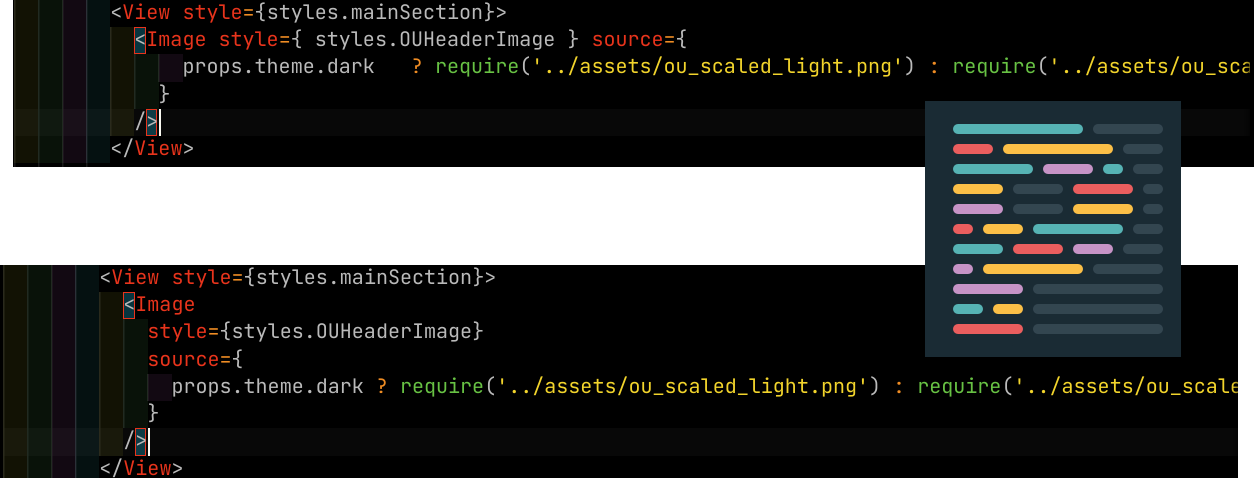 <View style={styles.mainSection}>
<Image style={ styles.OUHeaderImage } source={
props.theme.dark   ? require('../assets/ou_scaled_light.png') : require('../assets/ou_sca
}
/>
</View>
<View style={styles.mainSection}>
<Image
style={styles.OUHeaderImage}
source={
props.theme.dark ? require('../assets/ou_scaled_light.png') : require('../assets/ou_scale
}
/>
</View>